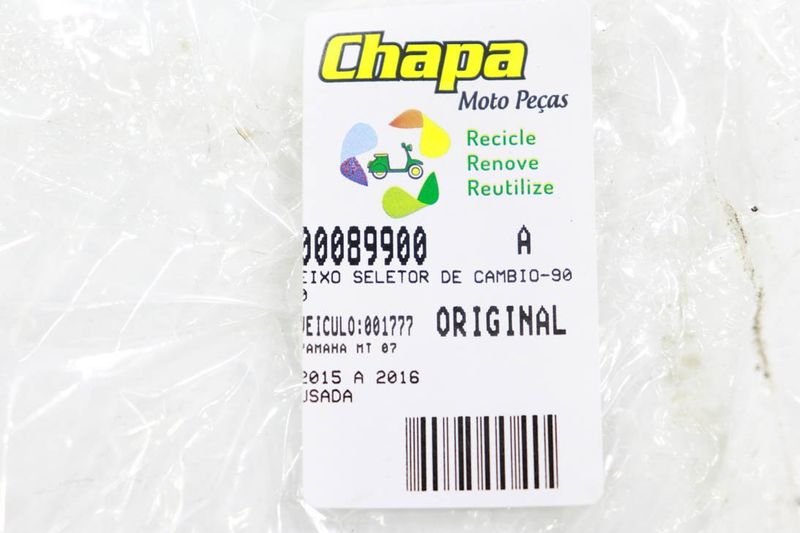 Chapa
Moto Peças
Recicle
Renove
Reutilize
00089900 A
EIXO SELETOR DE CAMBIO-90
0
VEICULO:001777 ORIGINAL
YAMAHA MT 07
2015 A 2016
USADA